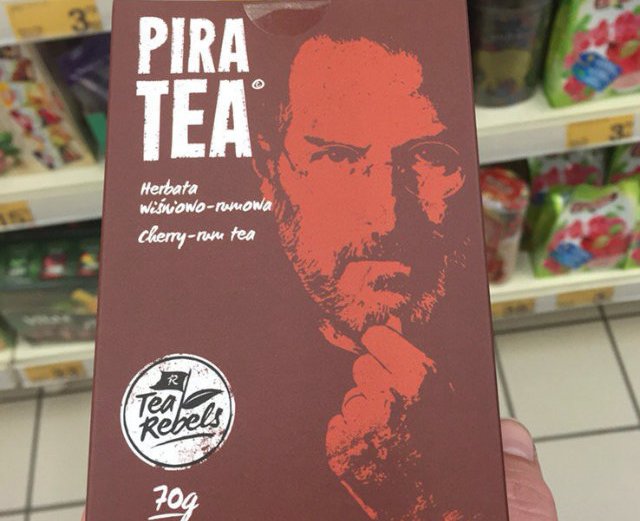 PIRA
TEA
Herbata
wiśniowo-rumowa
Cherry-rum tea
R
Tea
Rebels
70g